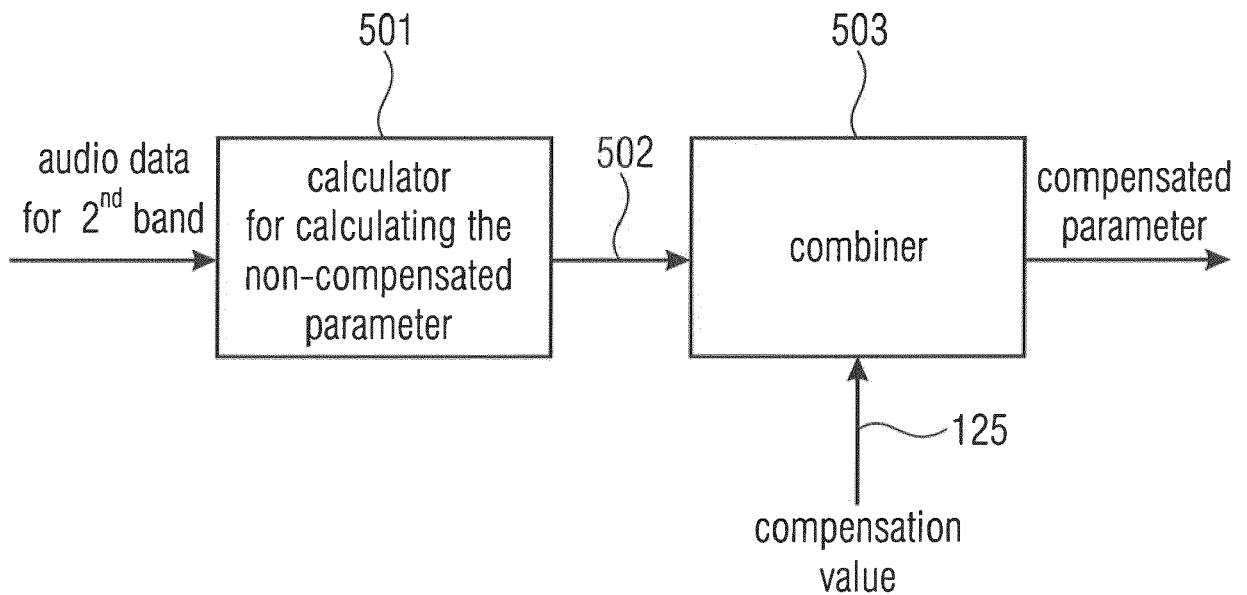 501
503
audio data
for 2nd band
calculator
for calculating the
non-compensated
parameter
502
combiner
compensated
parameter
125
compensation
value